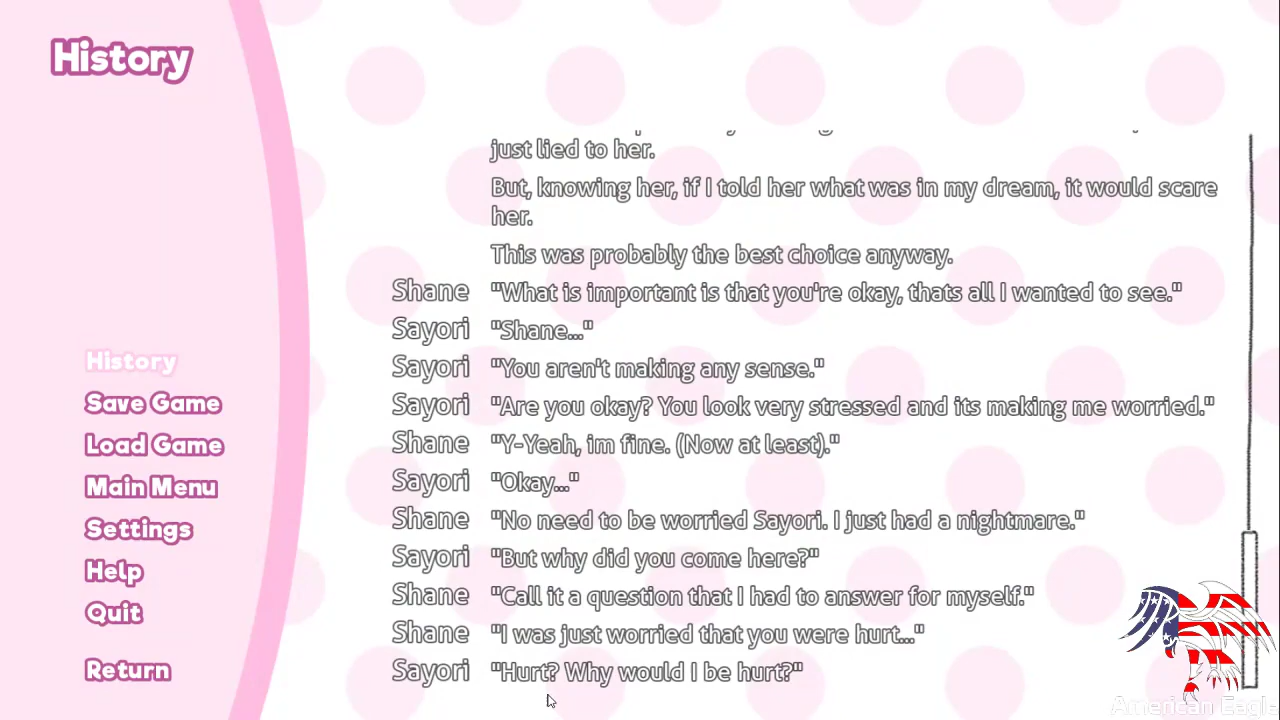 History
just lied to her.
But, knowing her, if I told her what was in my dream, it would scare
her.
This was probably the best choice anyway.
Shane "What is important is that you're okay, thats all I wanted to see."
Sayori "Shane..."
Sayori "You aren't making any sense."
Sayori "Are you okay? You look very stressed and its making me worried."
Shane "Y-Yeah, im fine. (Now at least)."
Sayori "Okay..."
Shane "No need to be worried Sayori. I just had a nightmare."
Sayori "But why did you come here?"
Shane "Call it a question that I had to answer for myself."
Shane "I was just worried that you were hurt..."
Sayori "Hurt? Why would I be hurt?"
History
Save Game
Load Game
Main Menu
Settings
Help
Quit
Return
American Eagle